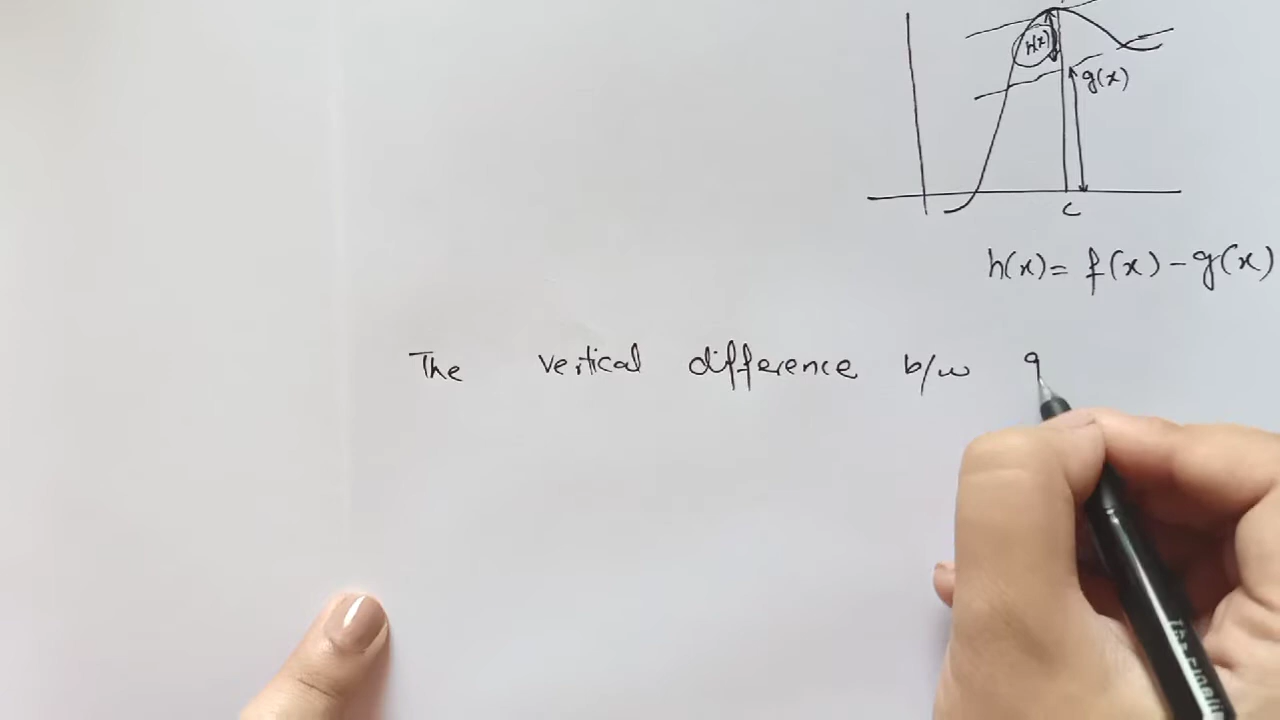 h(x)
g(x)
c
h(x) = f(x) - g(x)
The vertical difference b/w g